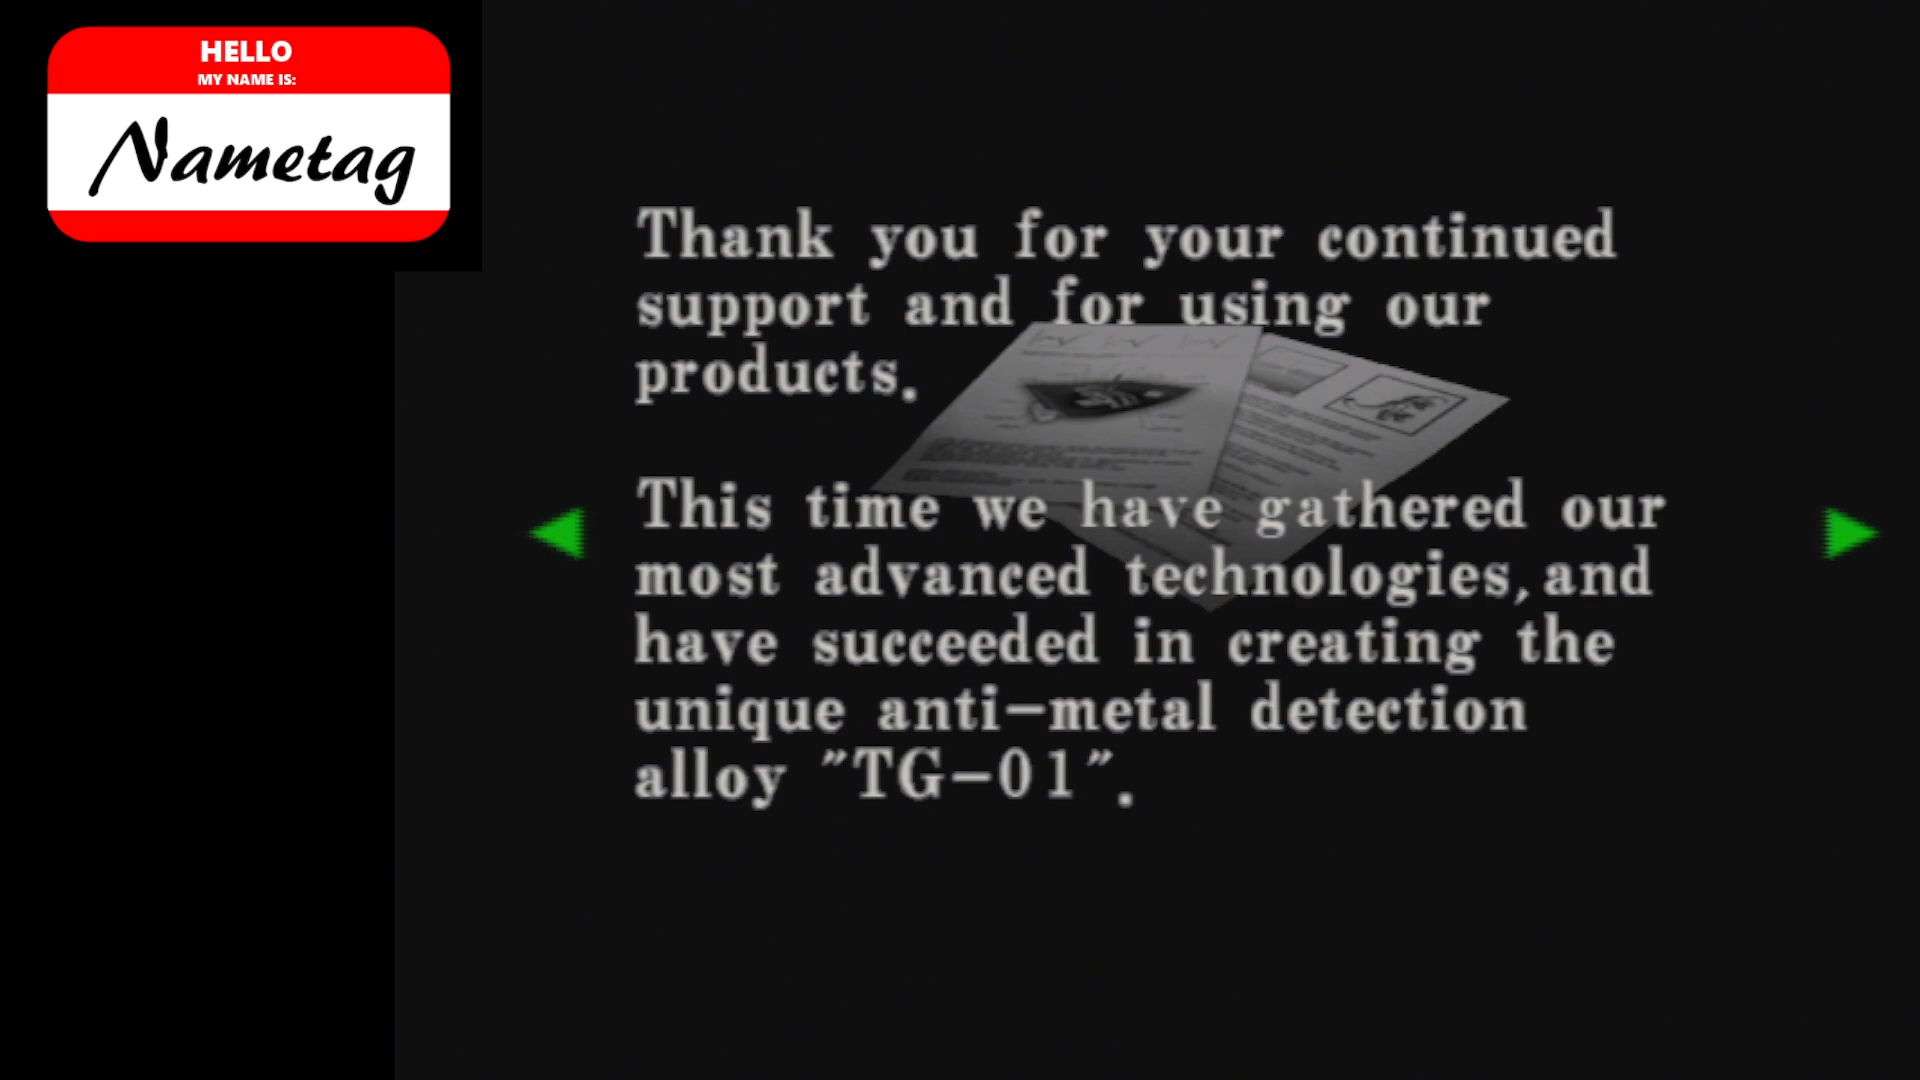 HELLO
MY NAME IS:
Nametag
Thank you for your continued
support and for using our
products.
This time we have gathered our
most advanced technologies,and
have succeeded in creating the
unique anti-metal detection
alloy "TG-01".